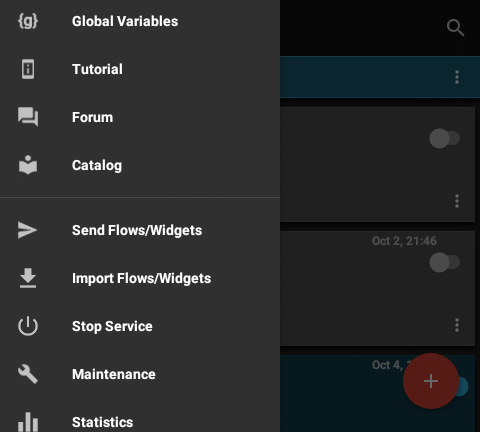 {g} Global Variables
Tutorial
Forum
Catalog
Send Flows/Widgets
Oct 2, 21:46
Import Flows/Widgets
Stop Service
Oct 4, 1
Maintenance
Statistics